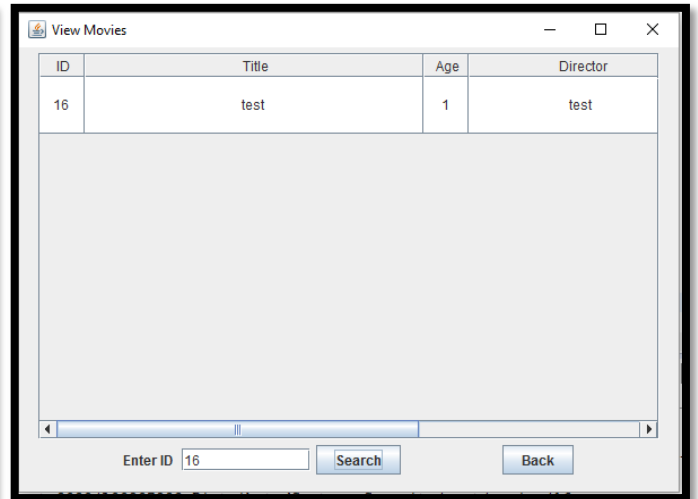 View Movies
ID Title Age Director
16 test 1 test
Enter ID 16 Search Back